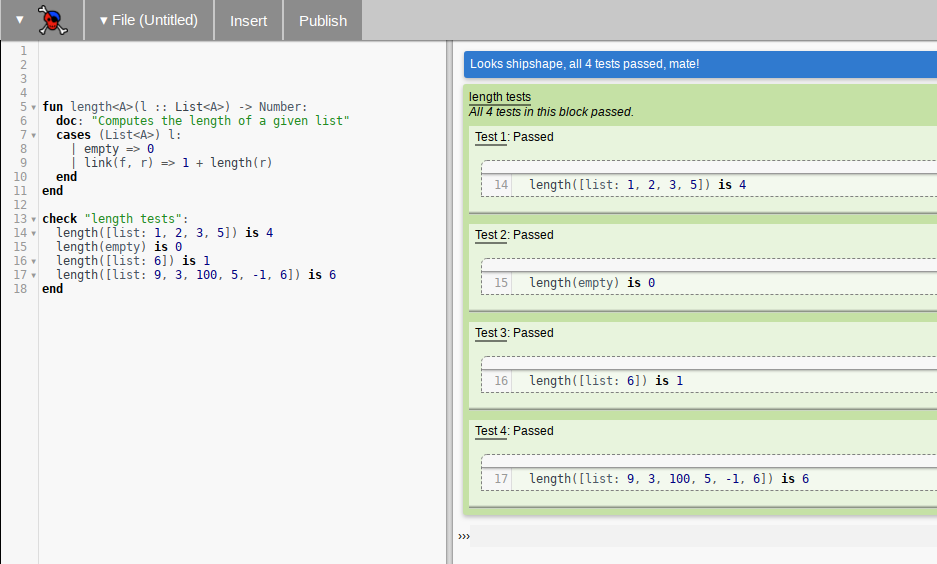 ▾ ▾ File (Untitled) Insert Publish
1
2
3
4
5 ▾ fun length<A>(l :: List<A>) -> Number:
6 doc: "Computes the length of a given list"
7 ▾ cases (List<A>) l:
8 | empty => 0
9 | link(f, r) => 1 + length(r)
10 end
11 end
12
13 ▾ check "length tests":
14 ▾ length([list: 1, 2, 3, 5]) is 4
15 length(empty) is 0
16 ▾ length([list: 6]) is 1
17 ▾ length([list: 9, 3, 100, 5, -1, 6]) is 6
18 end
Looks shipshape, all 4 tests passed, mate!
length tests
All 4 tests in this block passed.
Test 1: Passed
14 length([list: 1, 2, 3, 5]) is 4
Test 2: Passed
15 length(empty) is 0
Test 3: Passed
16 length([list: 6]) is 1
Test 4: Passed
17 length([list: 9, 3, 100, 5, -1, 6]) is 6
›››